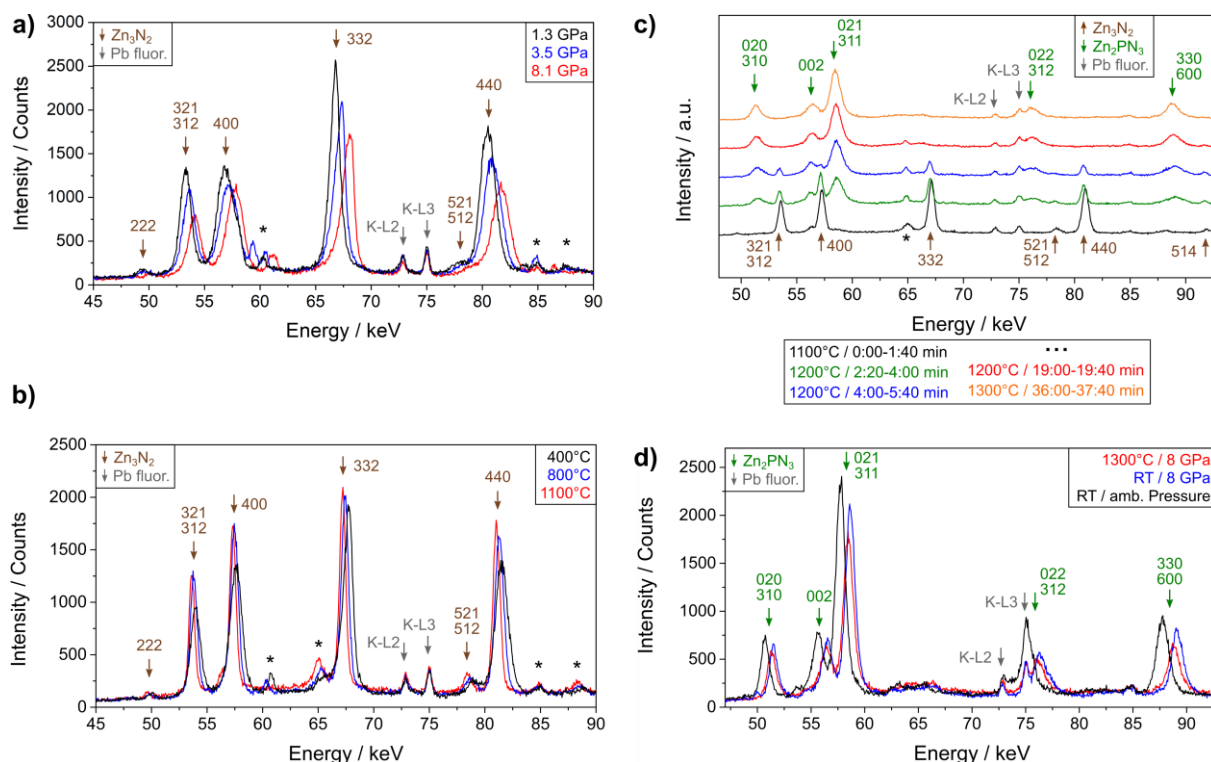 a)
Zn₃N₂
Pb fluor.
1.3 GPa
3.5 GPa
8.1 GPa
222
321
312
400
*
332
K-L2
K-L3
521
512
440
*
*
Intensity / Counts
3000
2500
2000
1500
1000
500
0
45 50 55 60 65 70 75 80 85 90
Energy / keV
b)
Zn₃N₂
Pb fluor.
400°C
800°C
1100°C
222
321
312
400
*
*
332
K-L2
K-L3
521
512
440
*
*
Intensity / Counts
2500
2000
1500
1000
500
0
45 50 55 60 65 70 75 80 85 90
Energy / keV
c)
020
310
002
021
311
K-L2
K-L3
022
312
330
600
Zn₃N₂
Zn₂PN₃
Pb fluor.
321
312
400
*
332
521
512
440
514
Intensity / a.u.
50 55 60 65 70 75 80 85 90
Energy / keV
1100°C / 0:00-1:40 min
...
1200°C / 2:20-4:00 min
1200°C / 19:00-19:40 min
1200°C / 4:00-5:40 min
1300°C / 36:00-37:40 min
d)
Zn₂PN₃
Pb fluor.
1300°C / 8 GPa
RT / 8 GPa
RT / amb. Pressure
020
310
002
021
311
K-L2
K-L3
022
312
330
600
Intensity / Counts
2500
2000
1500
1000
500
0
50 55 60 65 70 75 80 85 90
Energy / keV